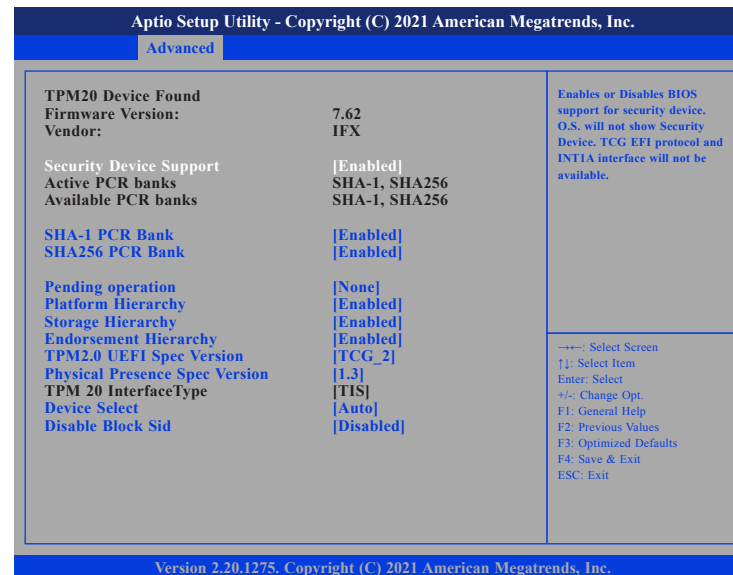 Aptio Setup Utility - Copyright (C) 2021 American Megatrends, Inc.
Advanced
TPM20 Device Found
Firmware Version: 7.62
Vendor: IFX
Security Device Support [Enabled]
Active PCR banks SHA-1, SHA256
Available PCR banks SHA-1, SHA256
SHA-1 PCR Bank [Enabled]
SHA256 PCR Bank [Enabled]
Pending operation [None]
Platform Hierarchy [Enabled]
Storage Hierarchy [Enabled]
Endorsement Hierarchy [Enabled]
TPM2.0 UEFI Spec Version [TCG_2]
Physical Presence Spec Version [1.3]
TPM 20 InterfaceType [TIS]
Device Select [Auto]
Disable Block Sid [Disabled]
Enables or Disables BIOS
support for security device.
O.S. will not show Security
Device. TCG EFI protocol and
INT1A interface will not be
available.
→←: Select Screen
↑↓: Select Item
Enter: Select
+/-: Change Opt.
F1: General Help
F2: Previous Values
F3: Optimized Defaults
F4: Save & Exit
ESC: Exit
Version 2.20.1275. Copyright (C) 2021 American Megatrends, Inc.